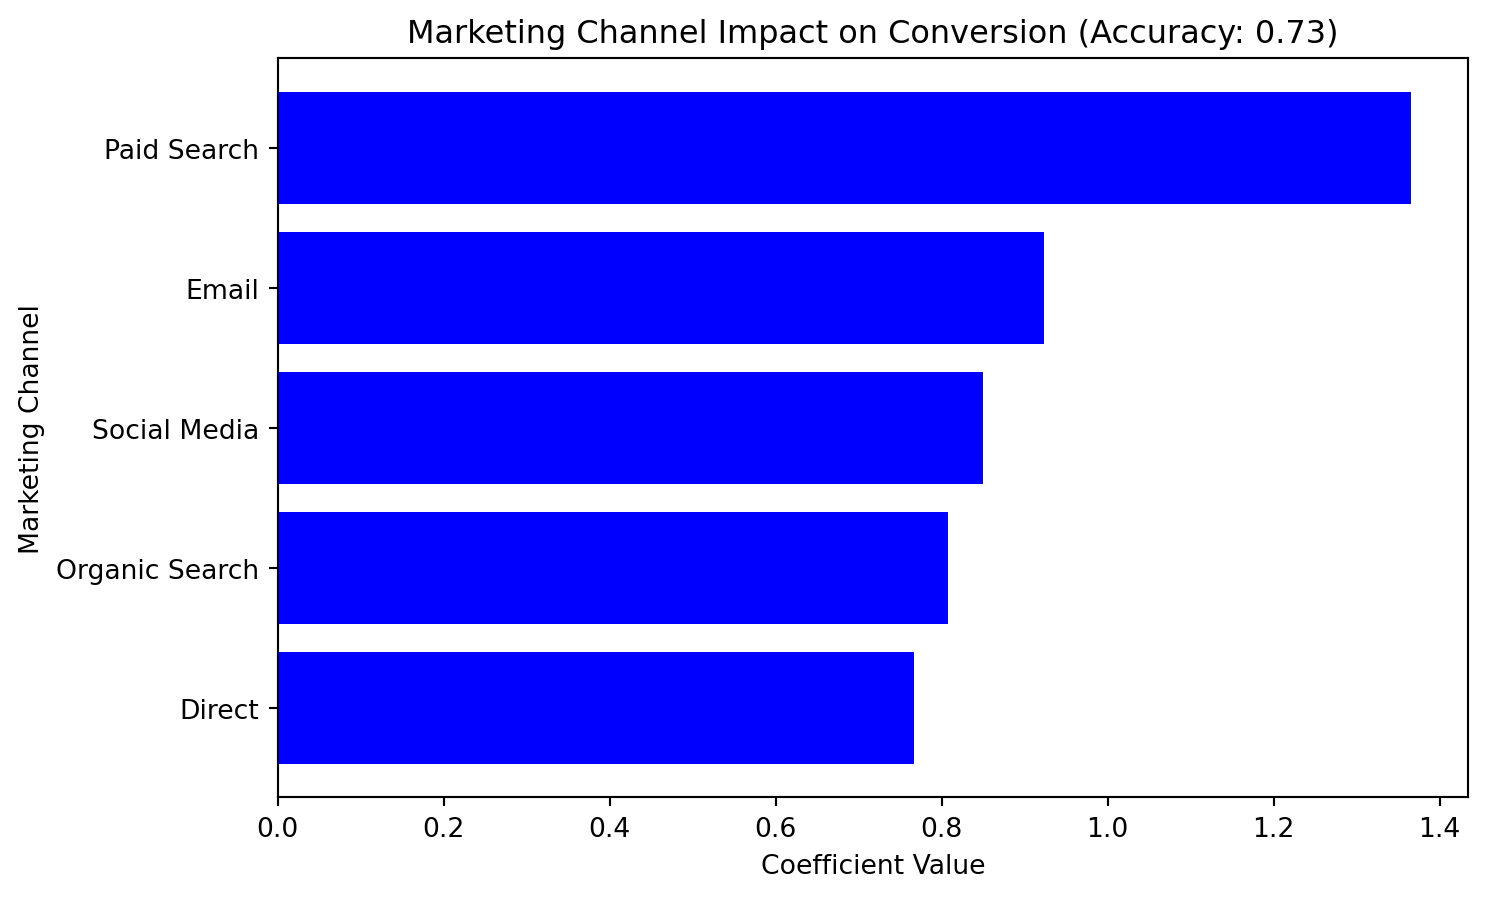 Marketing Channel Impact on Conversion (Accuracy: 0.73)
Marketing Channel
Paid Search
Email
Social Media
Organic Search
Direct
0.0 0.2 0.4 0.6 0.8 1.0 1.2 1.4
Coefficient Value